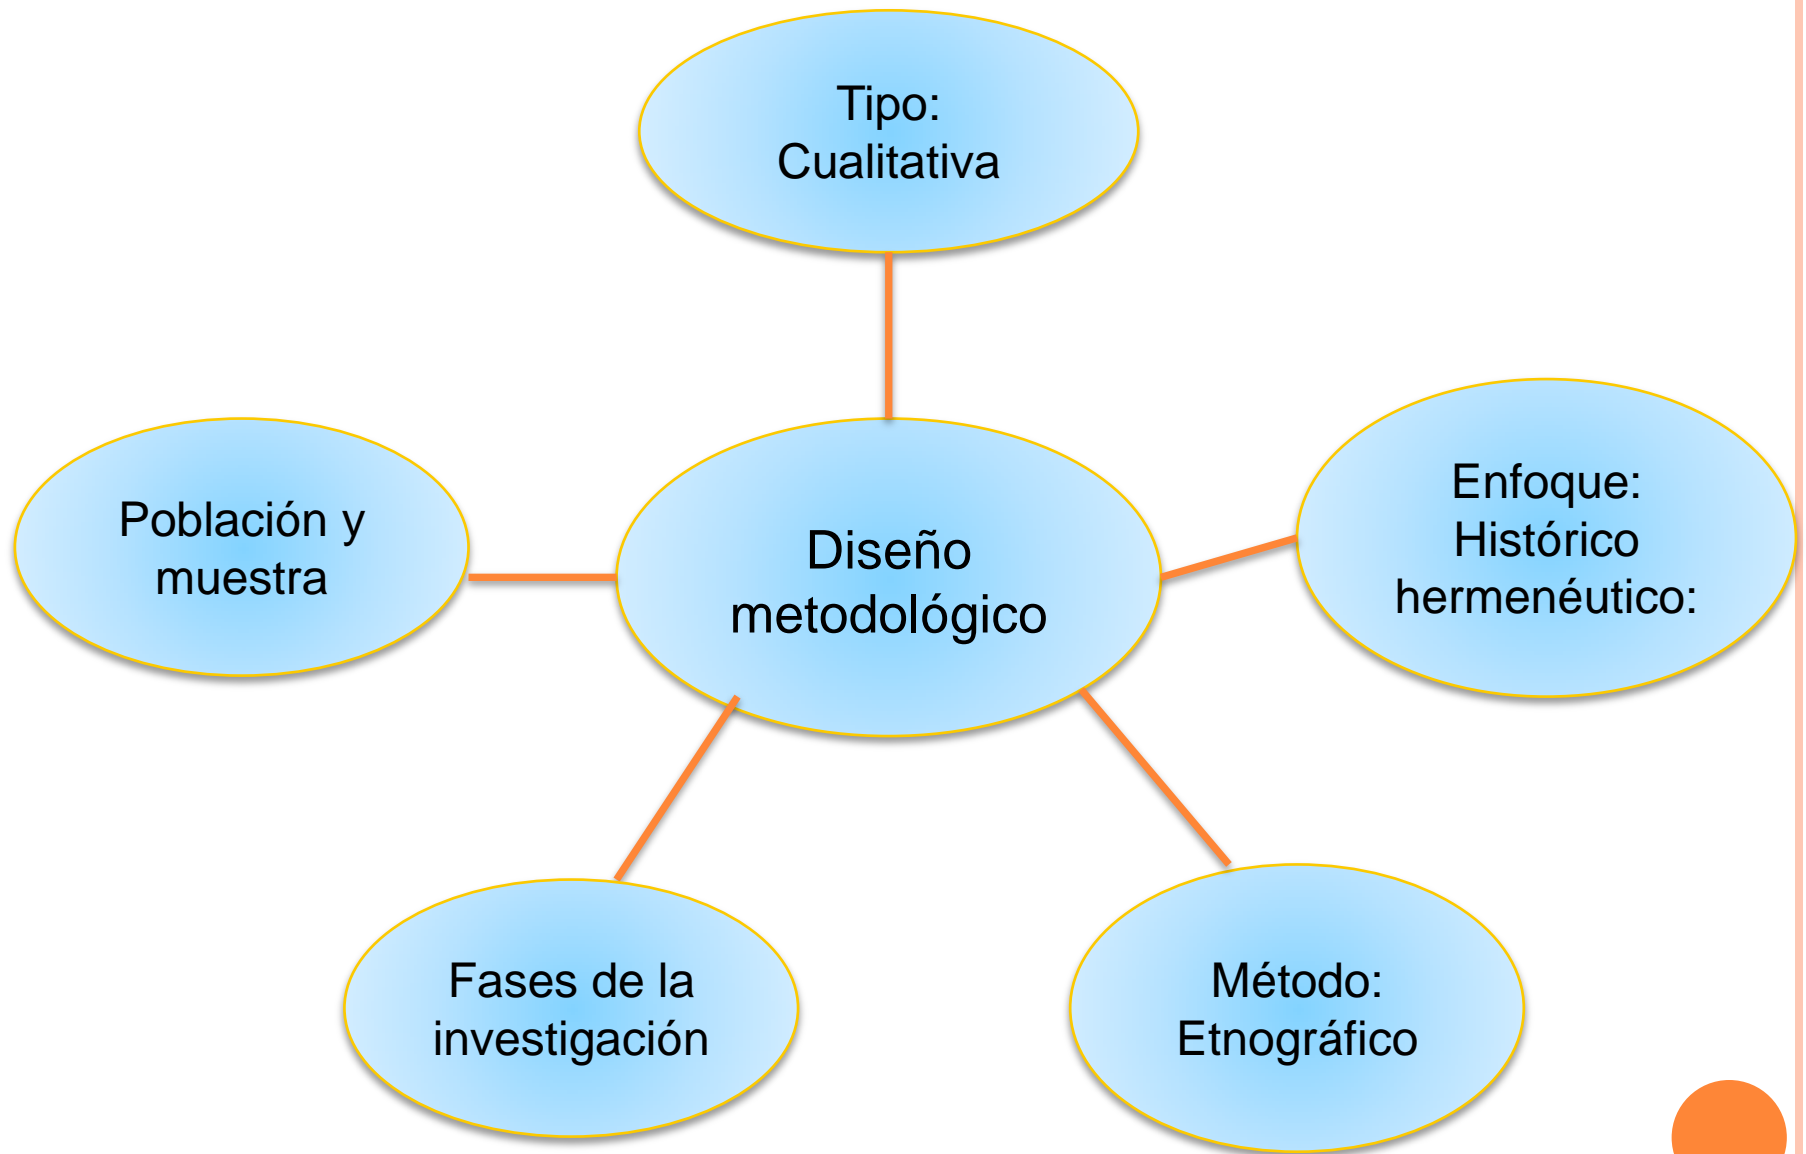 Tipo:
Cualitativa
Enfoque:
Histórico
hermenéutico:
Población y
muestra
Diseño
metodológico
Fases de la
investigación
Método:
Etnográfico